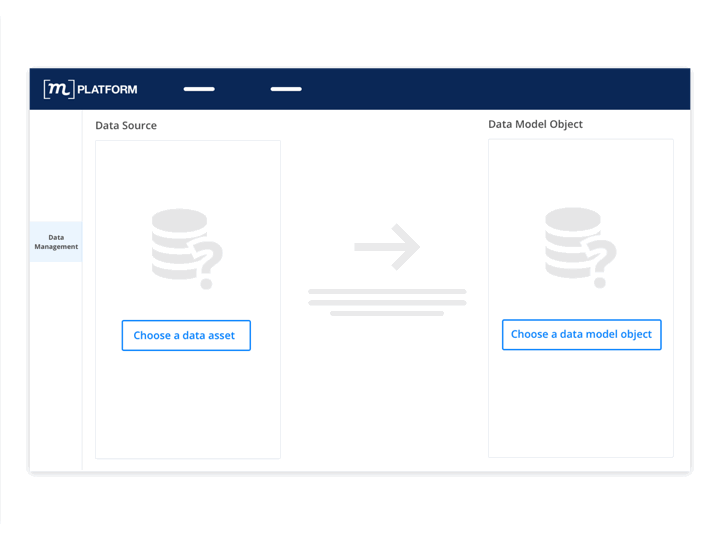 [m] PLATFORM
Data Source
Data Model Object
Data
Management
Choose a data asset
Choose a data model object